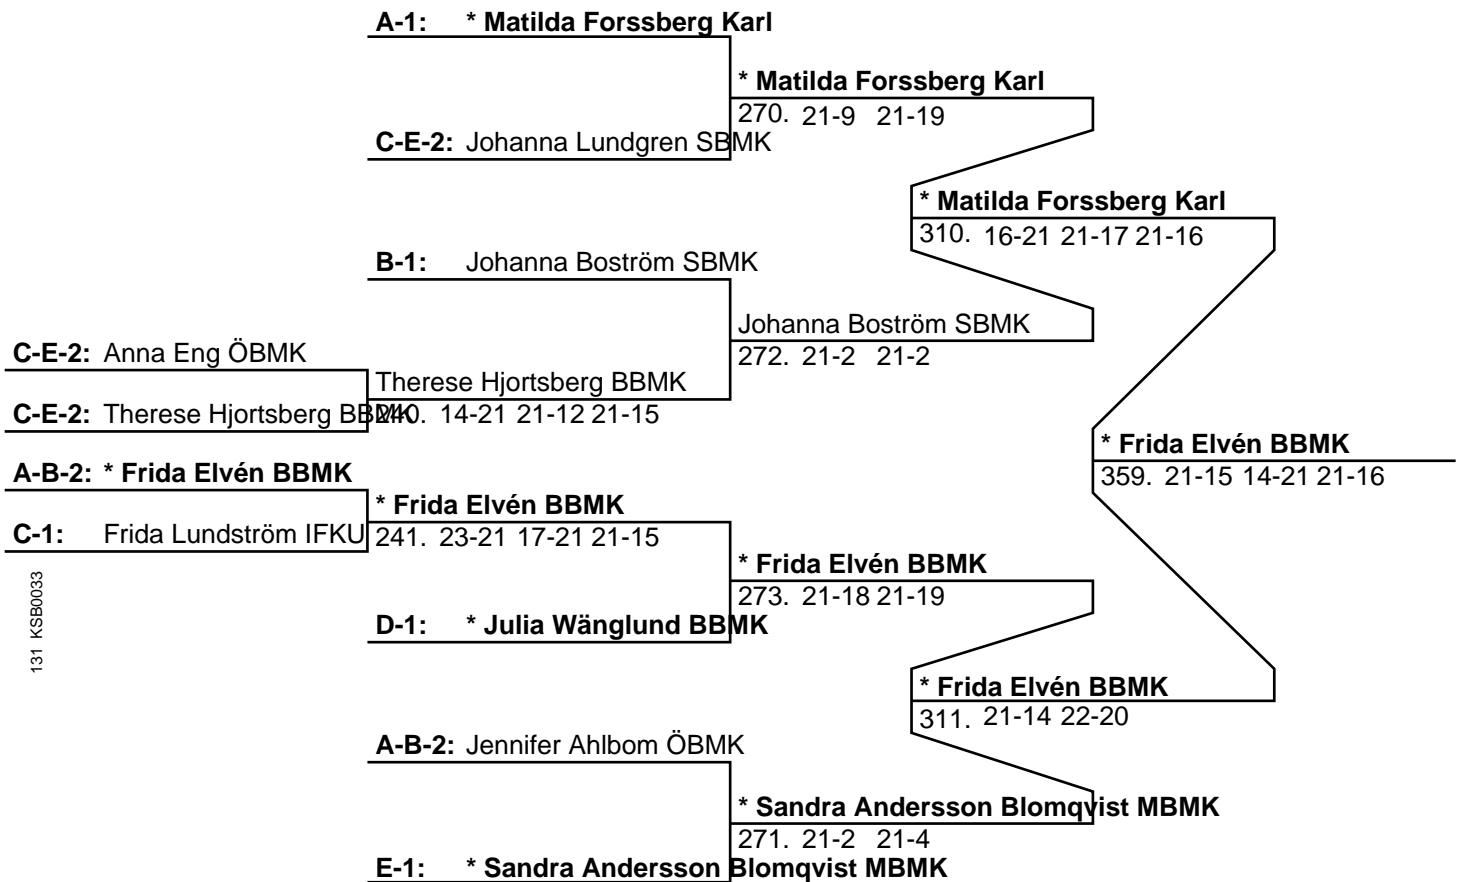 A-1: * Matilda Forssberg Karl
* Matilda Forssberg Karl
270. 21-9 21-19
C-E-2: Johanna Lundgren SBMK
* Matilda Forssberg Karl
310. 16-21 21-17 21-16
B-1: Johanna Boström SBMK
Johanna Boström SBMK
272. 21-2 21-2
C-E-2: Anna Eng ÖBMK
Therese Hjortsberg BBMK
240. 14-21 21-12 21-15
C-E-2: Therese Hjortsberg BBMK
* Frida Elvén BBMK
359. 21-15 14-21 21-16
A-B-2: * Frida Elvén BBMK
* Frida Elvén BBMK
241. 23-21 17-21 21-15
C-1: Frida Lundström IFKU
* Frida Elvén BBMK
273. 21-18 21-19
D-1: * Julia Wänglund BBMK
131 KSB0033
* Frida Elvén BBMK
311. 21-14 22-20
A-B-2: Jennifer Ahlbom ÖBMK
* Sandra Andersson Blomqvist MBMK
271. 21-2 21-4
E-1: * Sandra Andersson Blomqvist MBMK